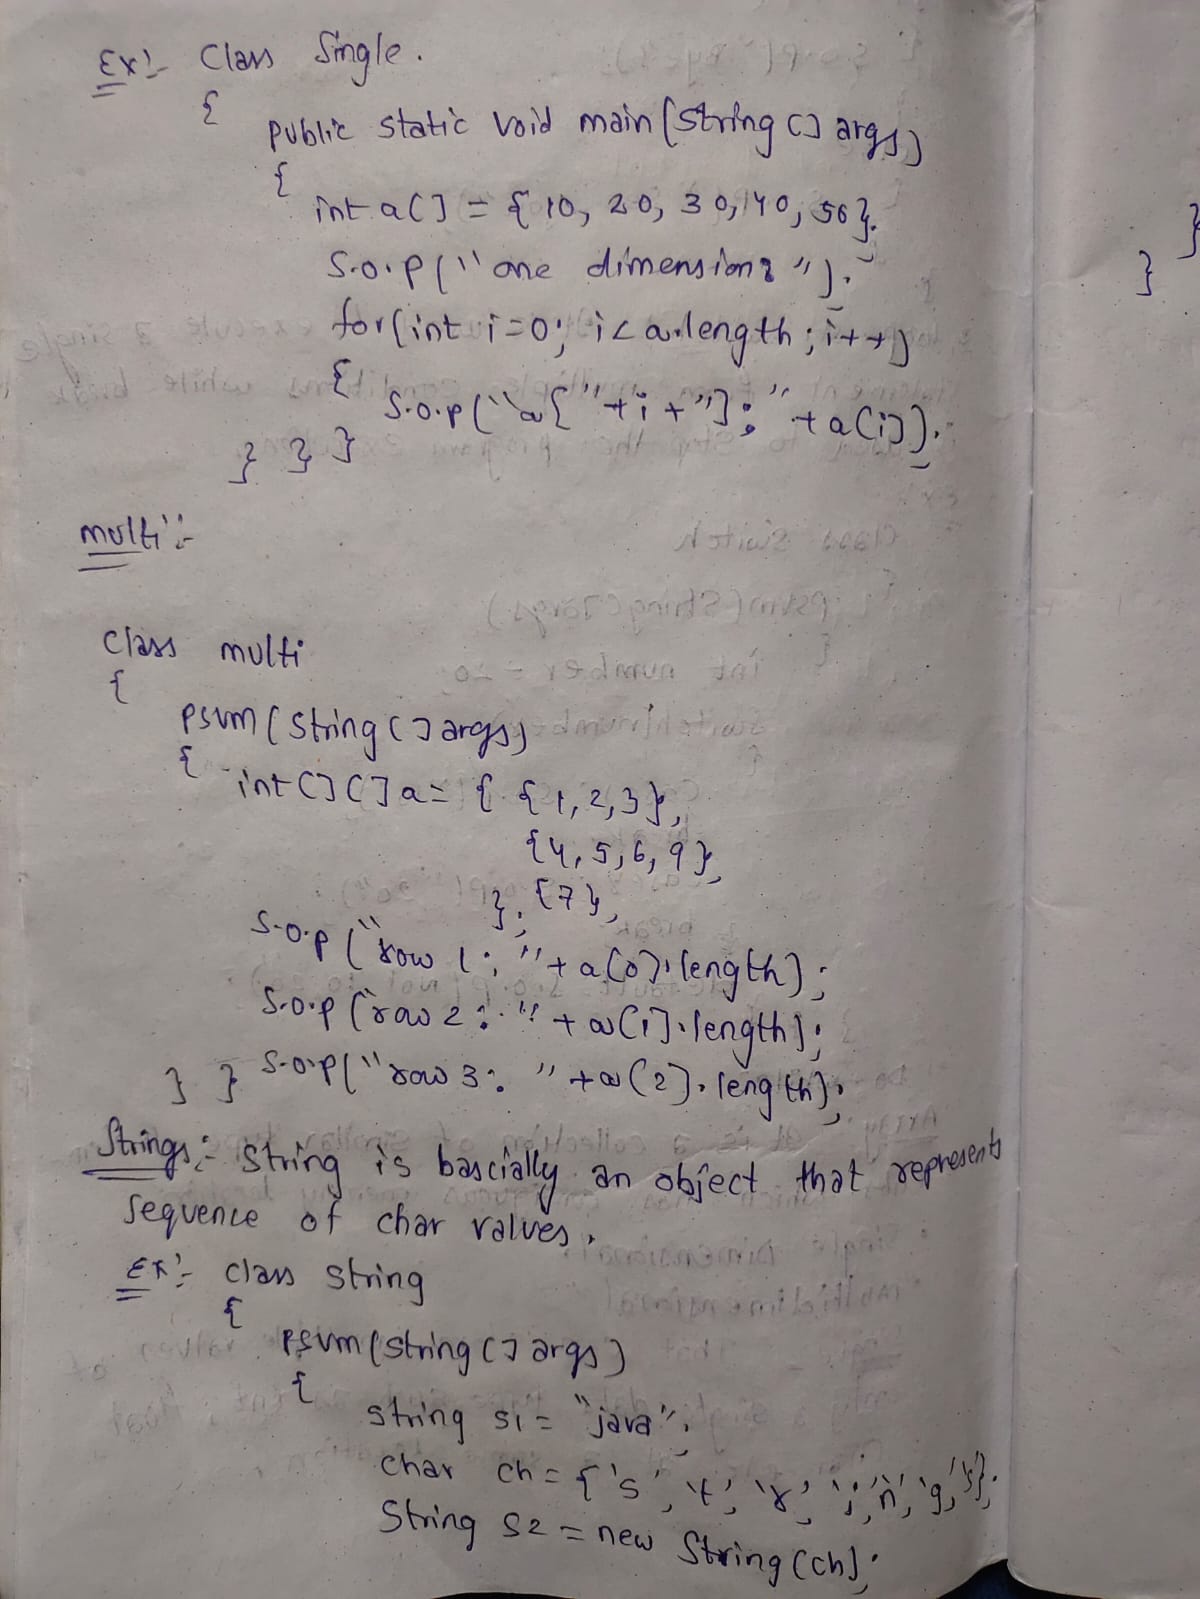 Ex:- Class Single.
{
public static void main(String[] args)
{
int a[] = { 10, 20, 30, 40, 50};
S.o.p("one dimension: ");
for(int i=0; i<a.length; i++)
{
S.o.p("a["+i+"]: "+a[i]);
} } }
multi:-
Class multi
{
psvm(String[] args)
{
int[][] a= { {1,2,3},
{4,5,6,9},
}; {7},
S.o.p("row 1: "+a[0].length);
S.o.p("row 2: "+a[1].length);
} } S.o.p("row 3: "+a[2].length);
Strings:- String is bascially an object that represents
sequence of char values.
Ex:- class string
{
psvm(string[] args)
{
string s1= "java";
char ch={'s','t','r','i','n','g','s'};
String s2 = new String(ch);
}
}